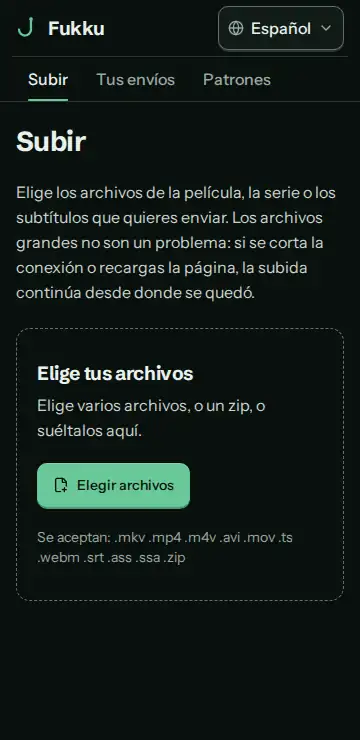 Fukku
Español
Subir
Tus envíos
Patrones
Subir
Elige los archivos de la película, la serie o los
subtítulos que quieres enviar. Los archivos
grandes no son un problema: si se corta la
conexión o recargas la página, la subida
continúa desde donde se quedó.
Elige tus archivos
Elige varios archivos, o un zip, o
suéltalos aquí.
Elegir archivos
Se aceptan: .mkv .mp4 .m4v .avi .mov .ts
.webm .srt .ass .ssa .zip